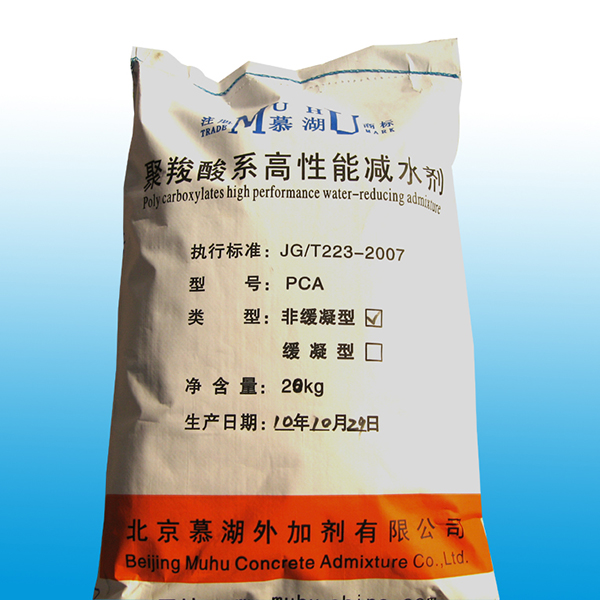 注册 MUHU 商标
TRADE 慕湖 MARK
聚羧酸系高性能减水剂
Poly carboxylates high performance water-reducing admixture
执行标准：JG/T223-2007
型 号：PCA
类 型：非缓凝型 ☑
缓凝型 ☐
净含量：20kg
生产日期：10年10月29日
北京慕湖外加剂有限公司
Beijing Muhu Concrete Admixture Co.,Ltd.